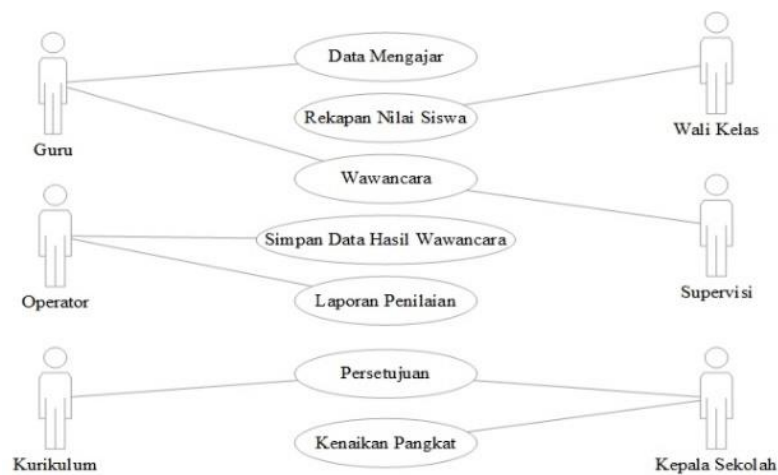 Data Mengajar
Rekapan Nilai Siswa
Guru
Wali Kelas
Wawancara
Simpan Data Hasil Wawancara
Operator
Laporan Penilaian
Supervisi
Persetujuan
Kenaikan Pangkat
Kurikulum
Kepala Sekolah